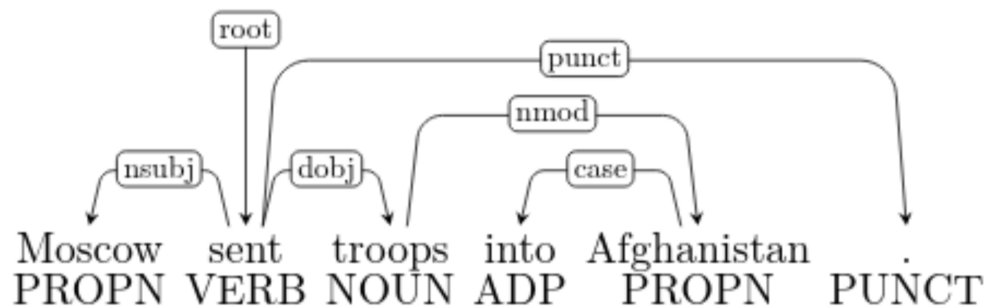 root
punct
nmod
nsubj dobj case
Moscow sent troops into Afghanistan .
PROPN VERB NOUN ADP PROPN PUNCT